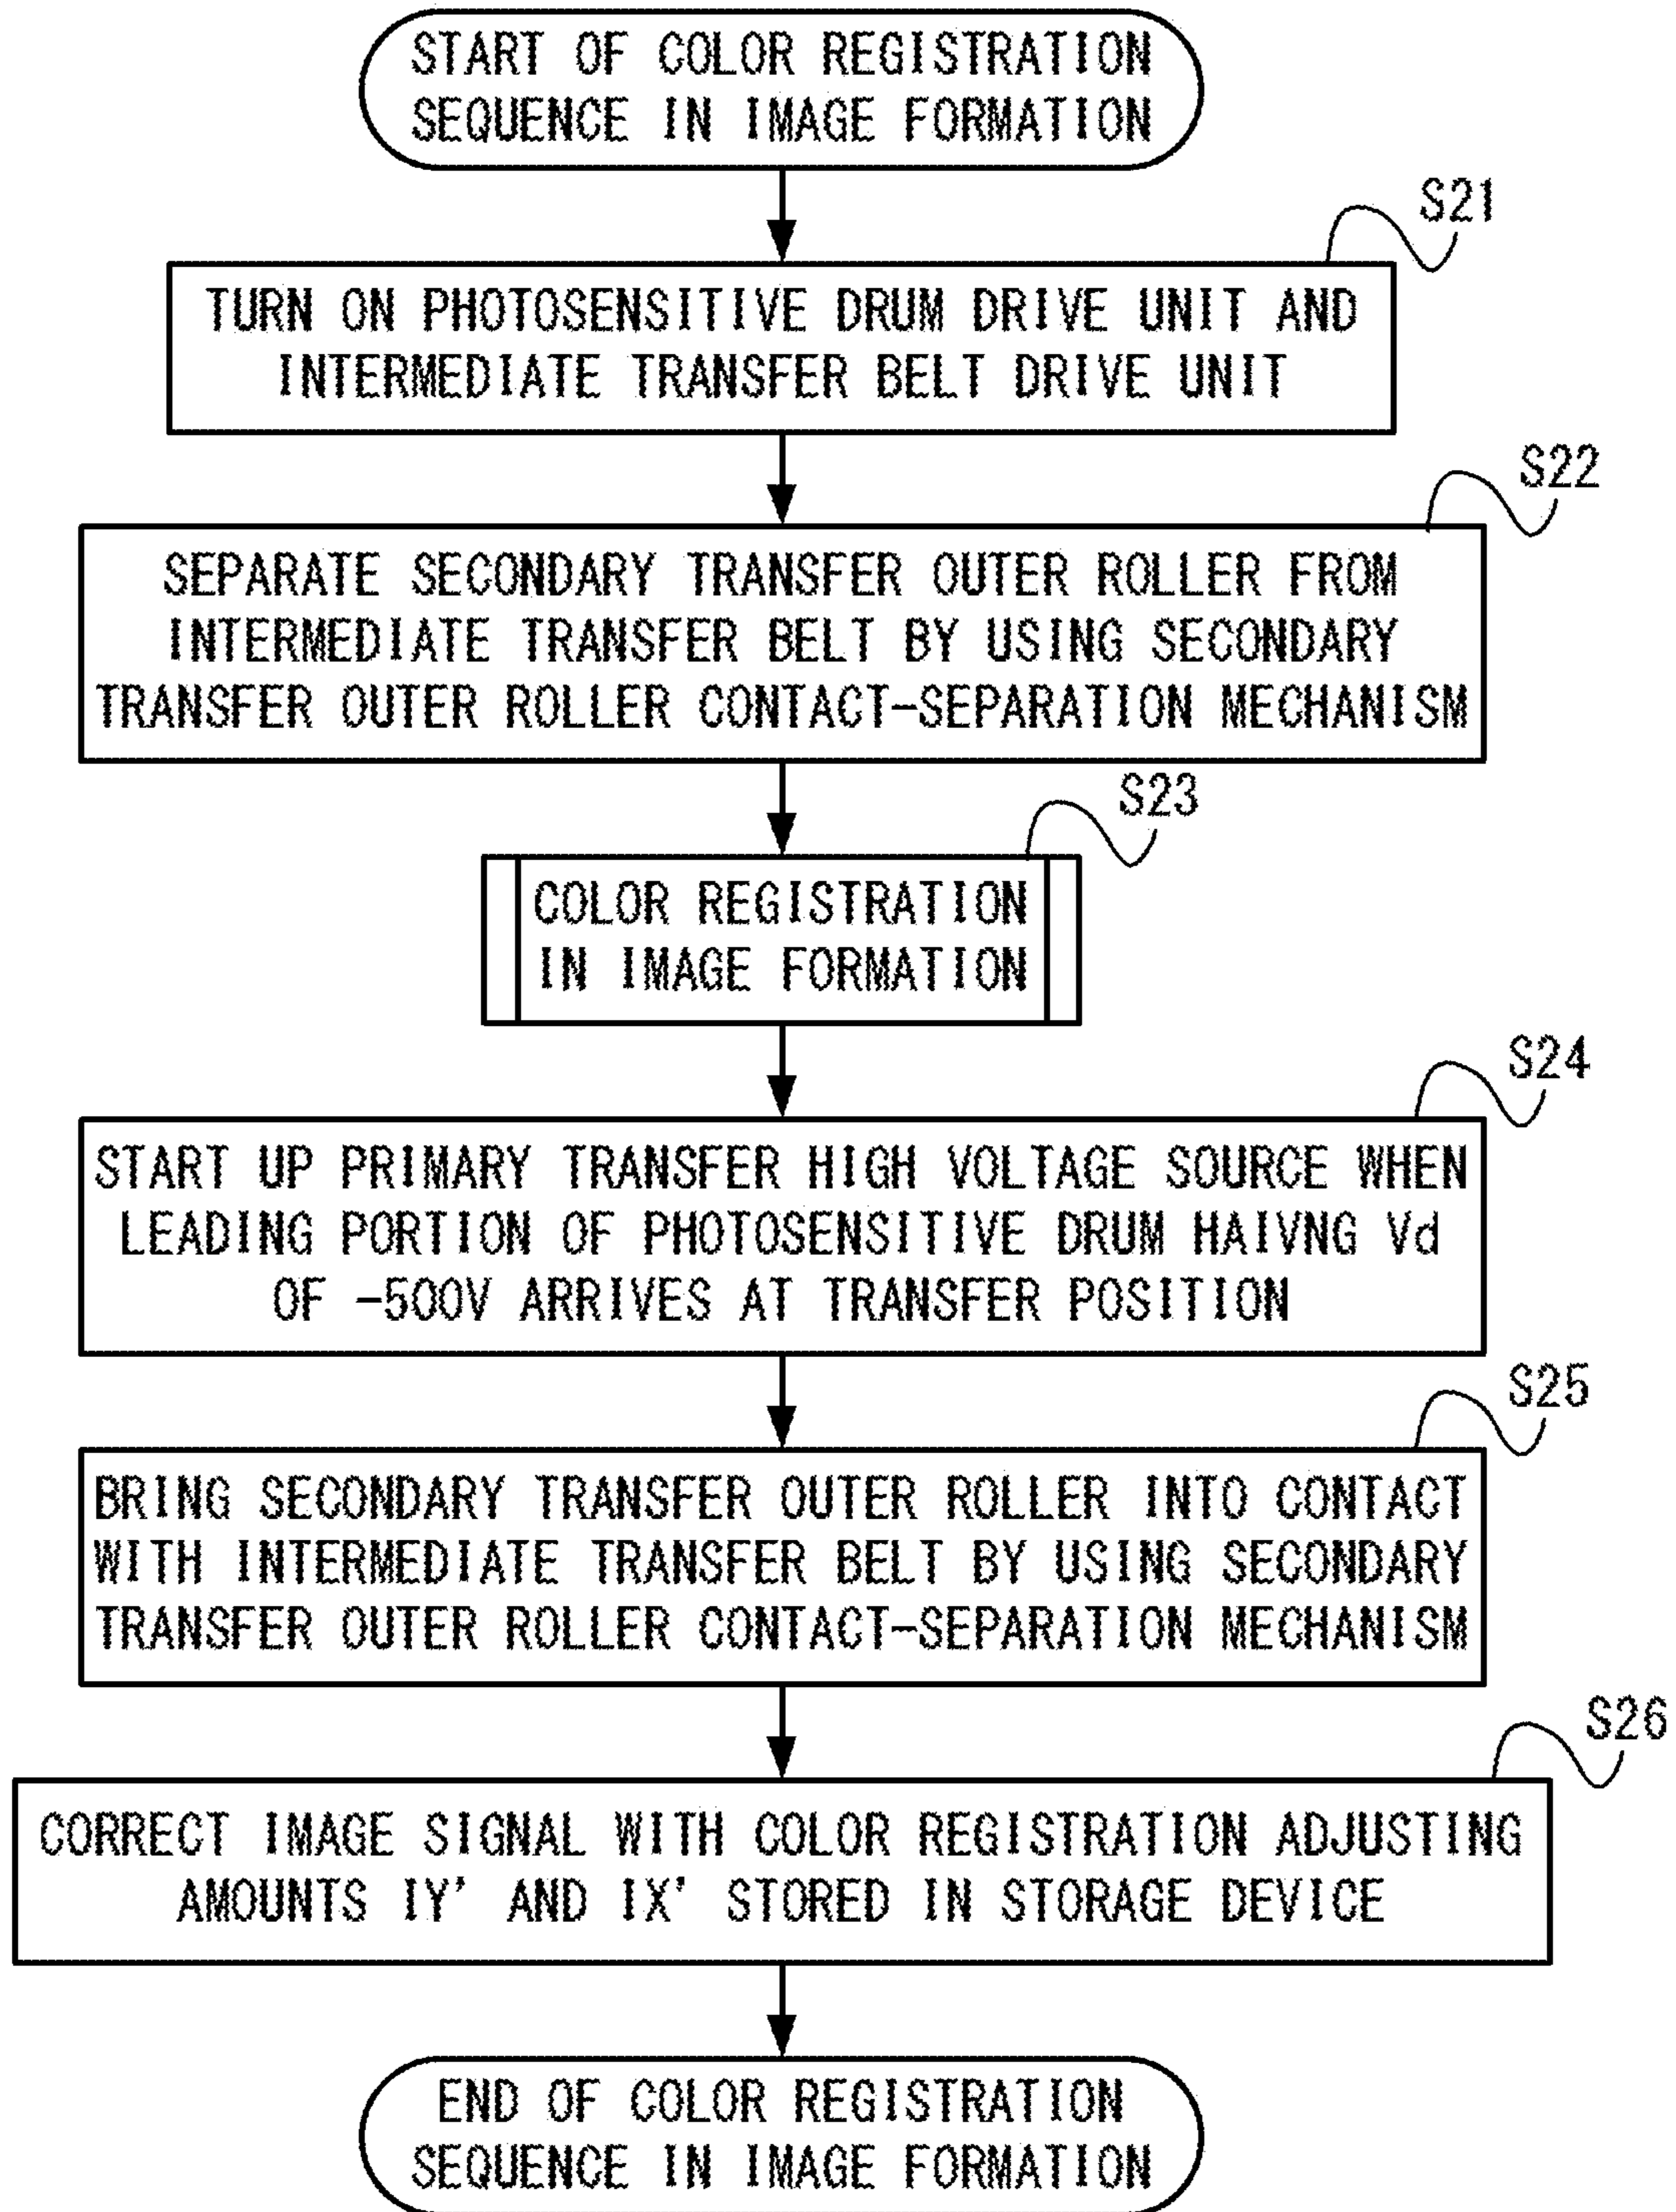 START OF COLOR REGISTRATION
SEQUENCE IN IMAGE FORMATION
S21
TURN ON PHOTOSENSITIVE DRUM DRIVE UNIT AND
INTERMEDIATE TRANSFER BELT DRIVE UNIT
S22
SEPARATE SECONDARY TRANSFER OUTER ROLLER FROM
INTERMEDIATE TRANSFER BELT BY USING SECONDARY
TRANSFER OUTER ROLLER CONTACT-SEPARATION MECHANISM
S23
COLOR REGISTRATION
IN IMAGE FORMATION
S24
START UP PRIMARY TRANSFER HIGH VOLTAGE SOURCE WHEN
LEADING PORTION OF PHOTOSENSITIVE DRUM HAIVNG Vd
OF -500V ARRIVES AT TRANSFER POSITION
S25
BRING SECONDARY TRANSFER OUTER ROLLER INTO CONTACT
WITH INTERMEDIATE TRANSFER BELT BY USING SECONDARY
TRANSFER OUTER ROLLER CONTACT-SEPARATION MECHANISM
S26
CORRECT IMAGE SIGNAL WITH COLOR REGISTRATION ADJUSTING
AMOUNTS IY' AND IX' STORED IN STORAGE DEVICE
END OF COLOR REGISTRATION
SEQUENCE IN IMAGE FORMATION